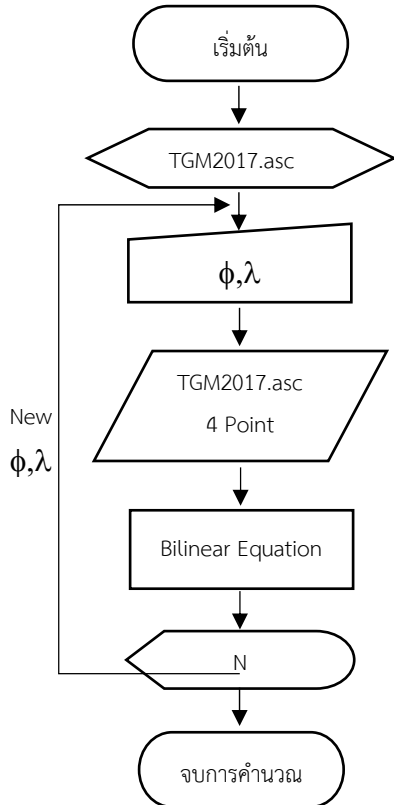 เริ่มต้น
TGM2017.asc
ϕ,λ
TGM2017.asc
4 Point
New
ϕ,λ
Bilinear Equation
N
จบการคำนวณ